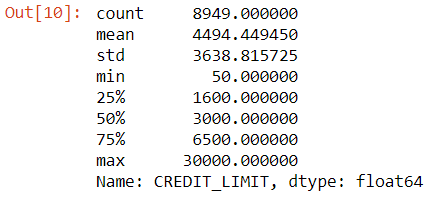 Out[10]: count 8949.000000
mean 4494.449450
std 3638.815725
min 50.000000
25% 1600.000000
50% 3000.000000
75% 6500.000000
max 30000.000000
Name: CREDIT_LIMIT, dtype: float64